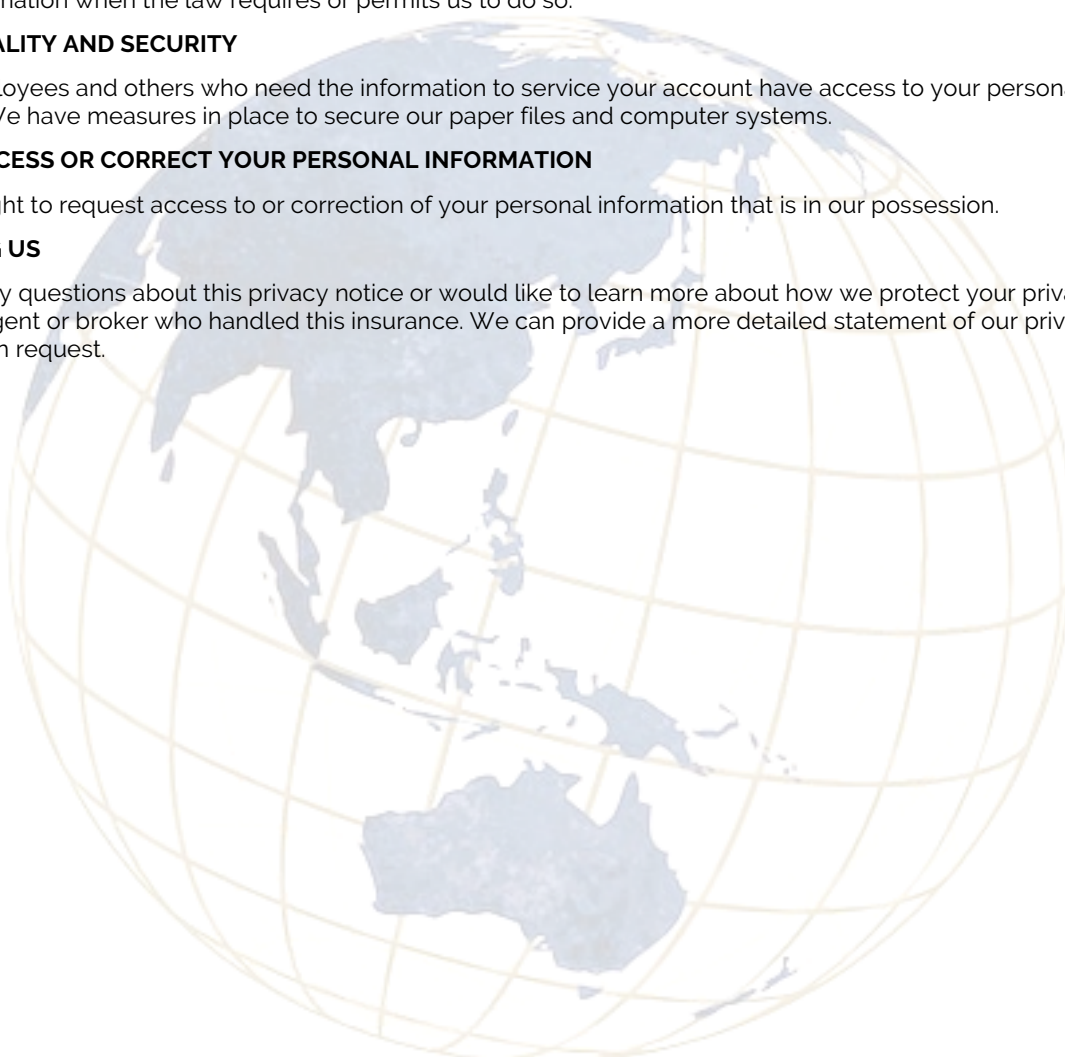 mation when the law requires or permits us to do so.
ALITY AND SECURITY
loyees and others who need the information to service your account have access to your persona
We have measures in place to secure our paper files and computer systems.
CESS OR CORRECT YOUR PERSONAL INFORMATION
ght to request access to or correction of your personal information that is in our possession.
US
y questions about this privacy notice or would like to learn more about how we protect your priva
gent or broker who handled this insurance. We can provide a more detailed statement of our priv
n request.